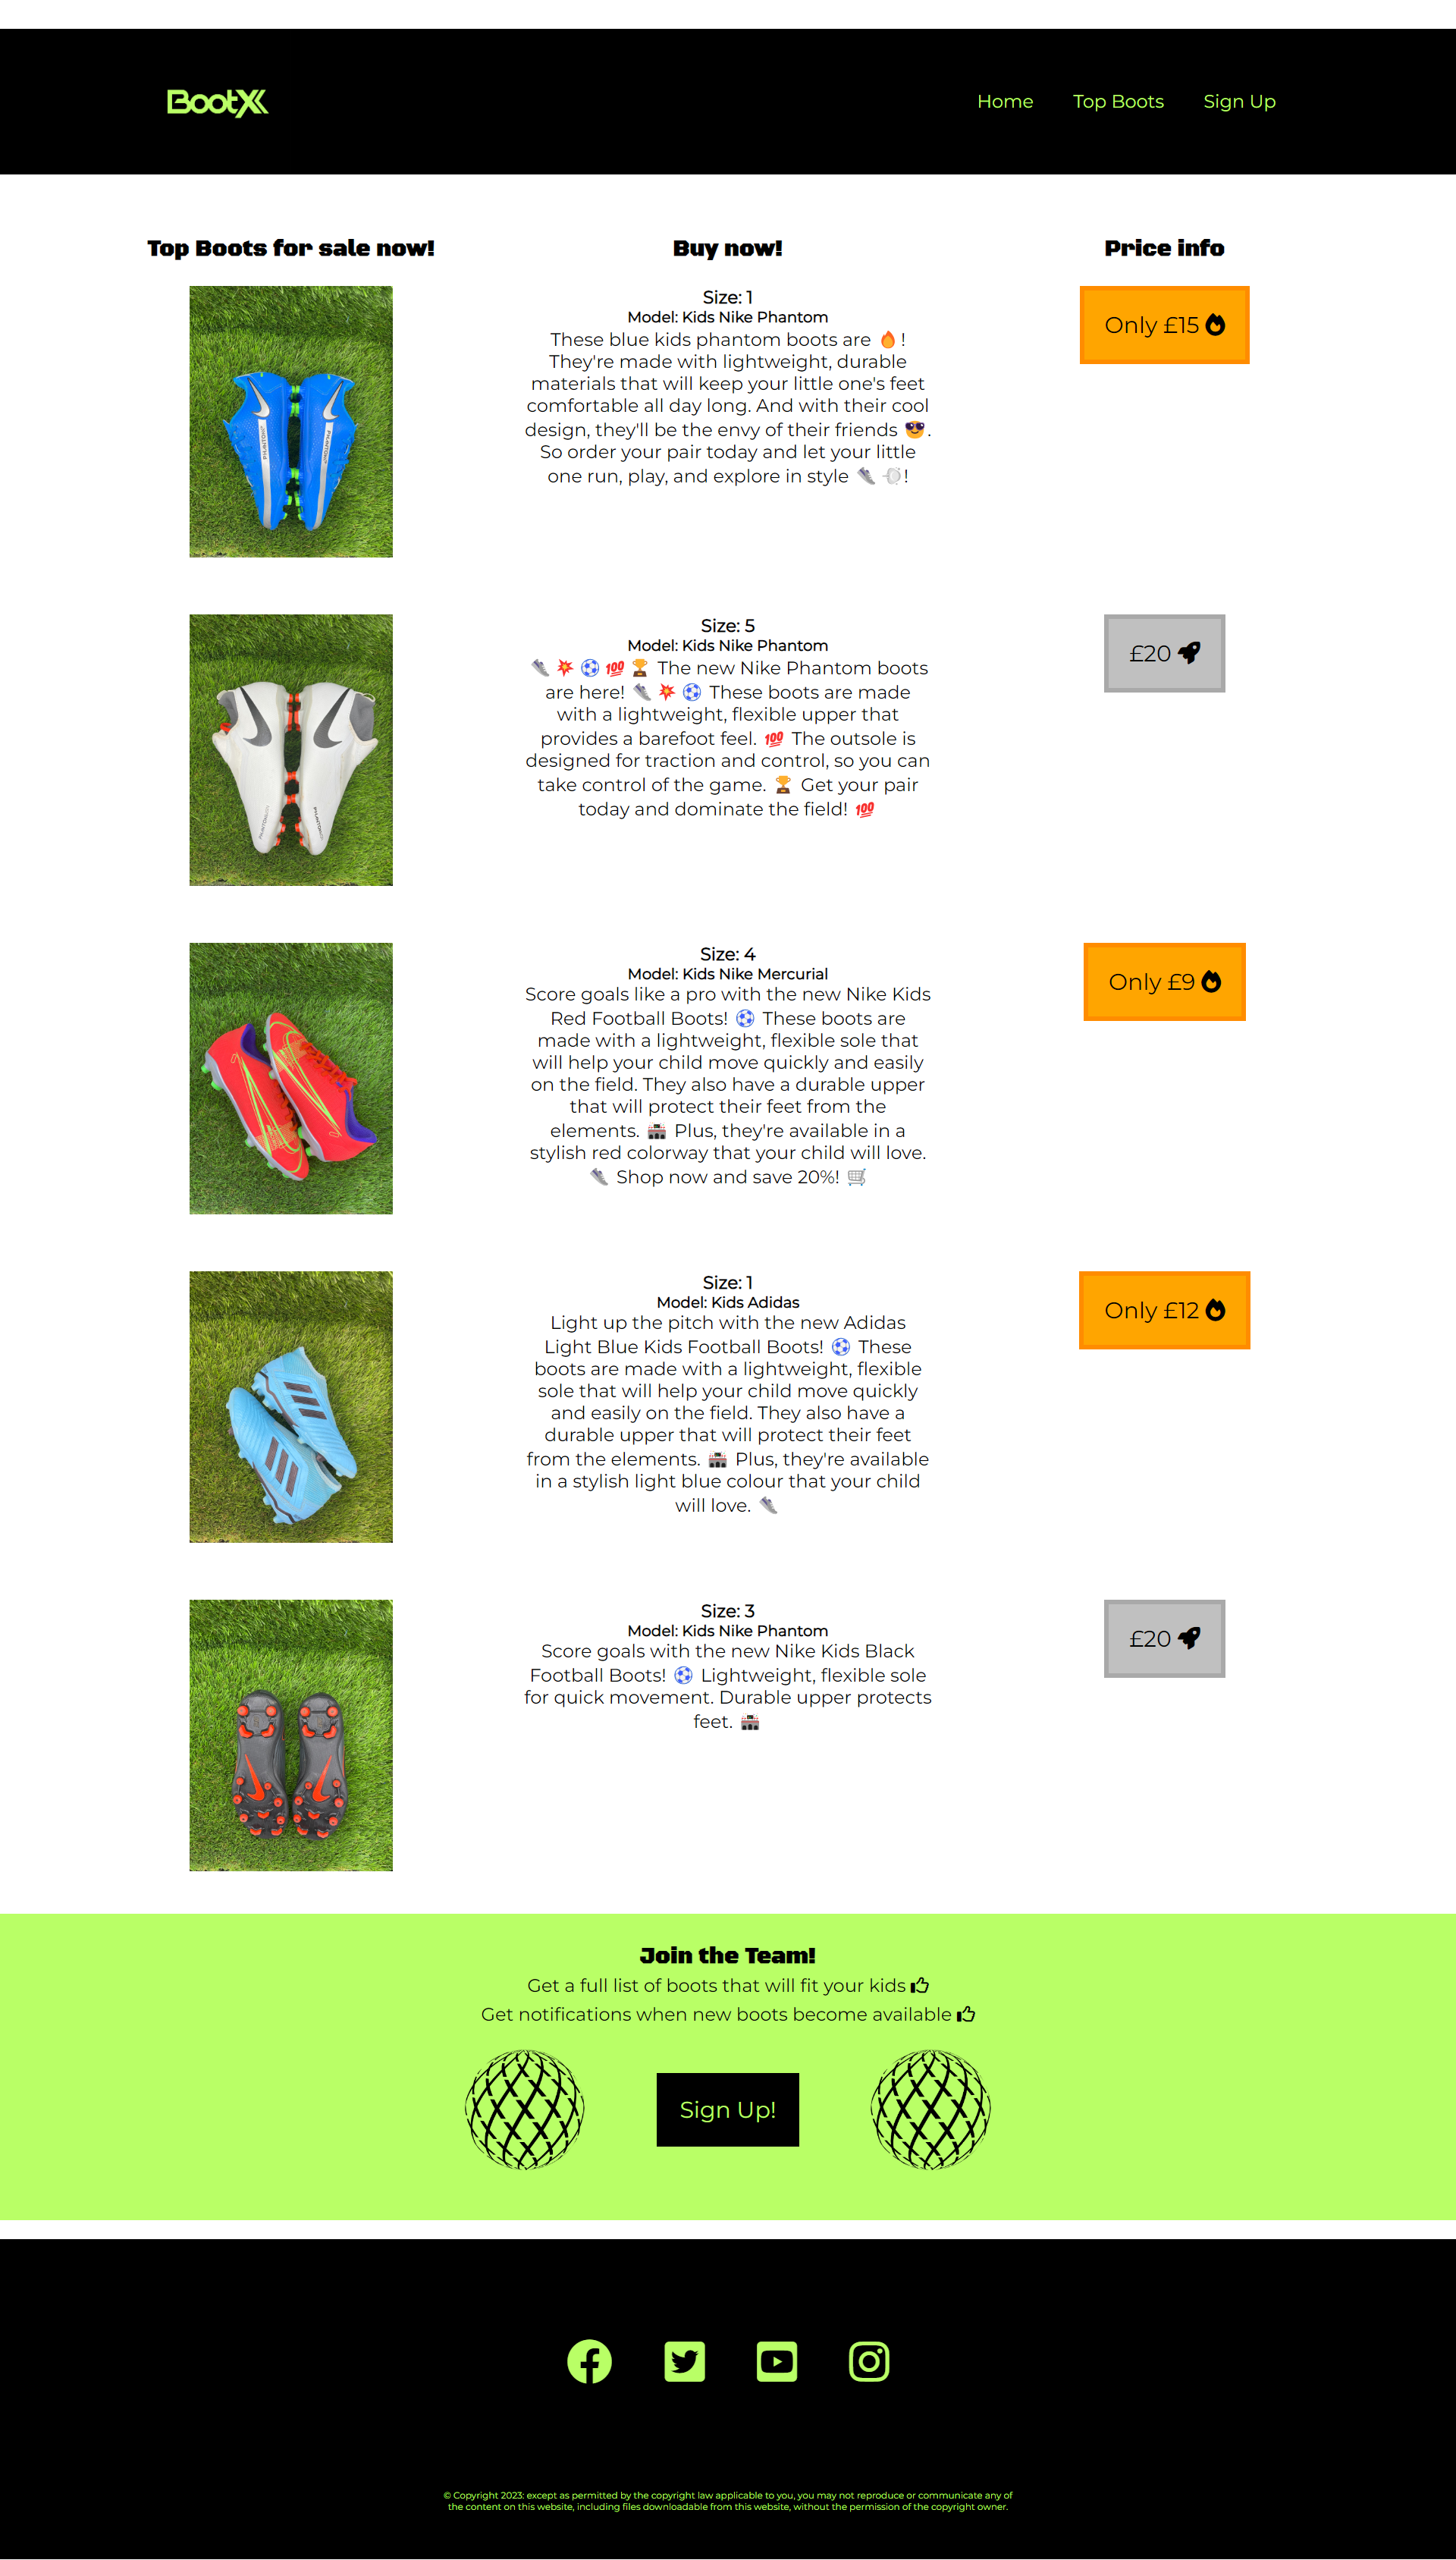 BootX
Home
Top Boots
Sign Up
Top Boots for sale now!
Buy now!
Price info
Size: 1
Model: Kids Nike Phantom
These blue kids phantom boots are 🔥!
They're made with lightweight, durable
materials that will keep your little one's feet
comfortable all day long. And with their cool
design, they'll be the envy of their friends 😎.
So order your pair today and let your little
one run, play, and explore in style 👟 💨!
Only £15
PHANTOM
PHANTOM
Size: 5
Model: Kids Nike Phantom
👟 💥 ⚽ 💯 🏆 The new Nike Phantom boots
are here! 👟 💥 ⚽ These boots are made
with a lightweight, flexible upper that
provides a barefoot feel. 💯 The outsole is
designed for traction and control, so you can
take control of the game. 🏆 Get your pair
today and dominate the field! 💯
£20
PHANTOM
PHANTOM
Size: 4
Model: Kids Nike Mercurial
Score goals like a pro with the new Nike Kids
Red Football Boots! ⚽ These boots are
made with a lightweight, flexible sole that
will help your child move quickly and easily
on the field. They also have a durable upper
that will protect their feet from the
elements. 🏟 Plus, they're available in a
stylish red colorway that your child will love.
👟 Shop now and save 20%! 🛒
Only £9
Size: 1
Model: Kids Adidas
Light up the pitch with the new Adidas
Light Blue Kids Football Boots! ⚽ These
boots are made with a lightweight, flexible
sole that will help your child move quickly
and easily on the field. They also have a
durable upper that will protect their feet
from the elements. 🏟 Plus, they're available
in a stylish light blue colour that your child
will love. 👟
Only £12
Size: 3
Model: Kids Nike Phantom
Score goals with the new Nike Kids Black
Football Boots! ⚽ Lightweight, flexible sole
for quick movement. Durable upper protects
feet. 🏟
£20
Join the Team!
Get a full list of boots that will fit your kids
Get notifications when new boots become available
Sign Up!
© Copyright 2023: except as permitted by the copyright law applicable to you, you may not reproduce or communicate any of
the content on this website, including files downloadable from this website, without the permission of the copyright owner.